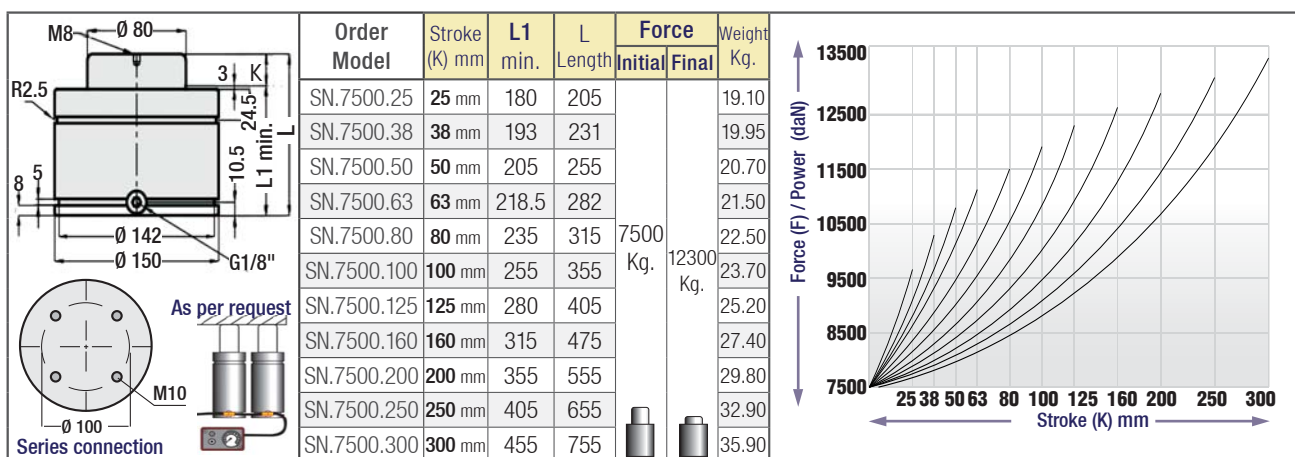 M8
Ø 80
3
K
R2.5
24.5
L1 min.
L
10.5
5
8
Ø 142
Ø 150
G1/8"
As per request
M10
Ø 100
Series connection
Order Model Stroke (K) mm L1 min. L Length Force Initial Final Weight Kg.
SN.7500.25 25 mm 180 205 19.10
SN.7500.38 38 mm 193 231 19.95
SN.7500.50 50 mm 205 255 20.70
SN.7500.63 63 mm 218.5 282 21.50
SN.7500.80 80 mm 235 315 22.50
SN.7500.100 100 mm 255 355 23.70
SN.7500.125 125 mm 280 405 25.20
SN.7500.160 160 mm 315 475 27.40
SN.7500.200 200 mm 355 555 29.80
SN.7500.250 250 mm 405 655 32.90
SN.7500.300 300 mm 455 755 35.90
7500 Kg.
12300 Kg.
Force (F) / Power (daN)
13500
12500
11500
10500
9500
8500
7500
25 38 50 63 80 100 125 160 200 250 300
Stroke (K) mm